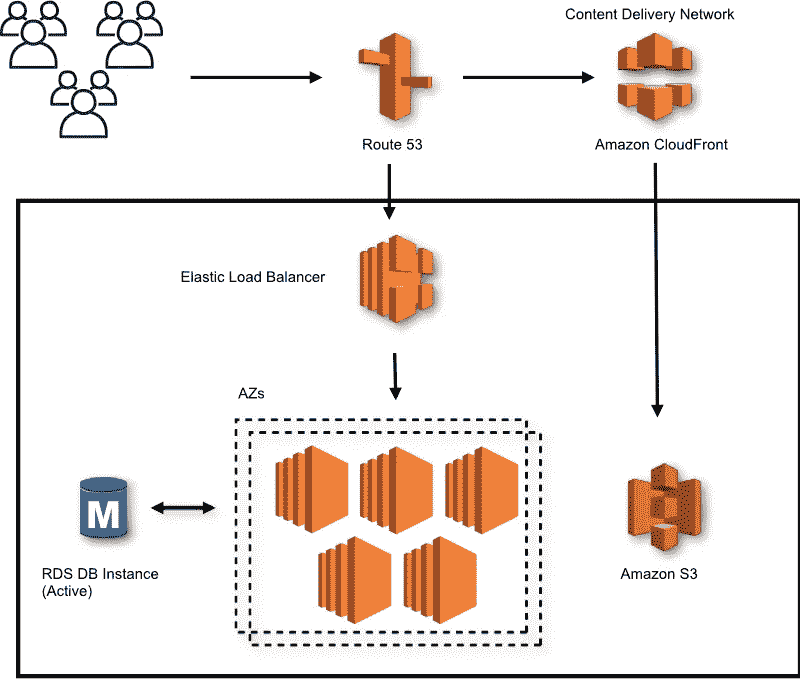 Content Delivery Network
Route 53
Amazon CloudFront
Elastic Load Balancer
AZs
M
RDS DB Instance
(Active)
Amazon S3